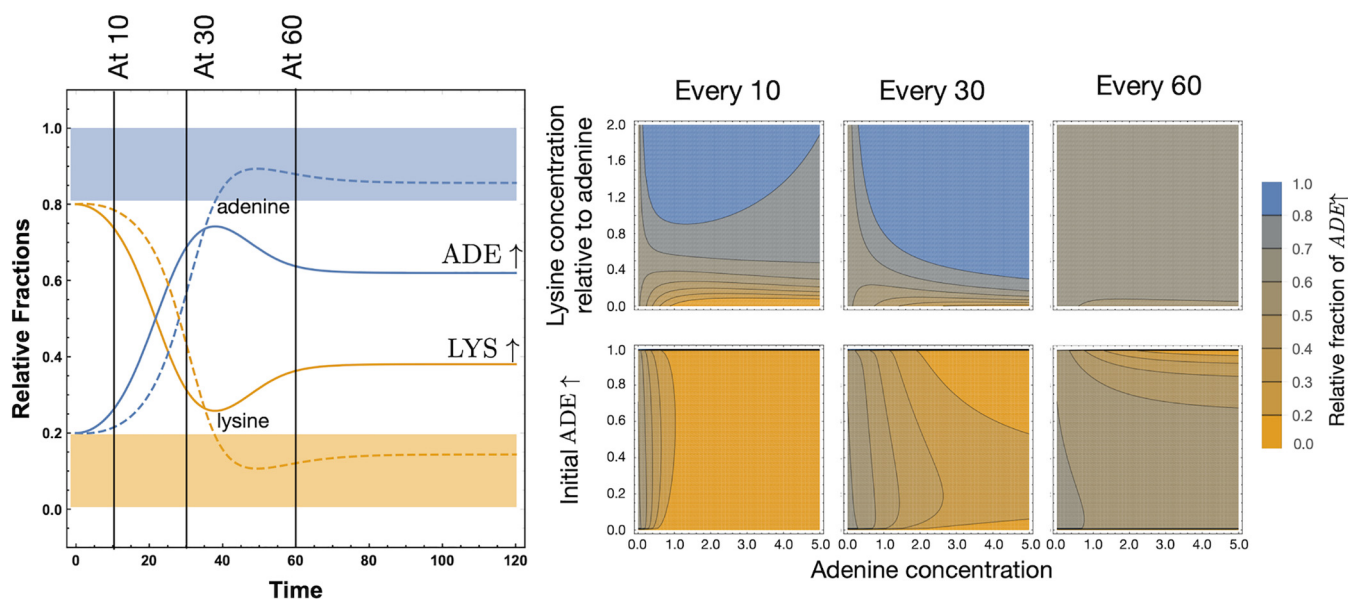 At 10
At 30
At 60
Relative Fractions
1.0
0.8
0.6
0.4
0.2
0.0
adenine
ADE ↑
LYS ↑
lysine
0
20
40
60
80
100
120
Time
Every 10
Every 30
Every 60
Lysine concentration
relative to adenine
2.0
1.6
1.2
0.8
0.4
0.0
Initial ADE ↑
1.0
0.8
0.6
0.4
0.2
0.0
0.0 1.0 2.0 3.0 4.0 5.0
0.0 1.0 2.0 3.0 4.0 5.0
0.0 1.0 2.0 3.0 4.0 5.0
Adenine concentration
1.0
0.8
0.7
0.6
0.5
0.4
0.3
0.2
0.0
Relative fraction of ADE↑